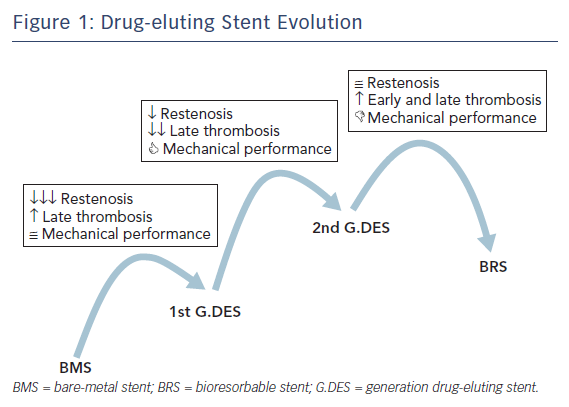 Figure 1: Drug-eluting Stent Evolution
≡ Restenosis
↑ Early and late thrombosis
👎 Mechanical performance
↓ Restenosis
↓↓ Late thrombosis
👍 Mechanical performance
↓↓↓ Restenosis
↑ Late thrombosis
≡ Mechanical performance
2nd G.DES
BRS
1st G.DES
BMS
BMS = bare-metal stent; BRS = bioresorbable stent; G.DES = generation drug-eluting stent.